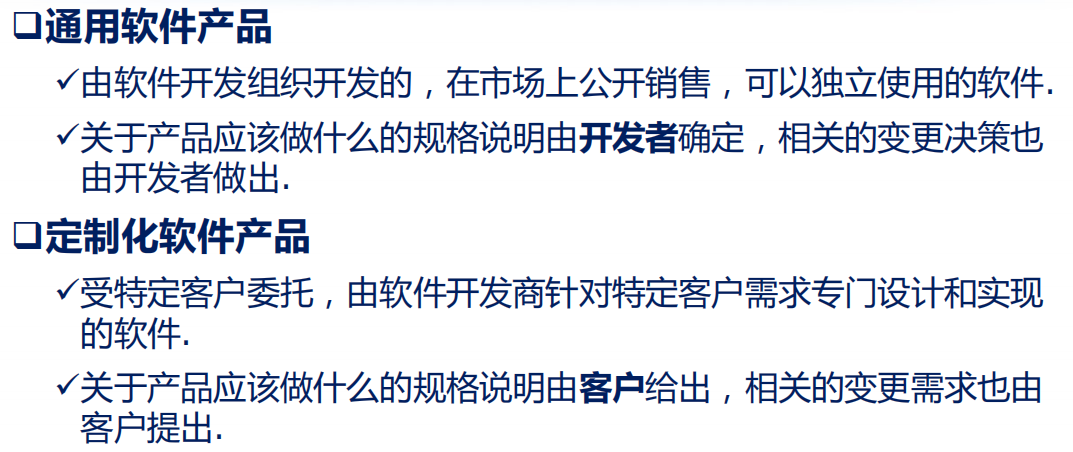 ❑通用软件产品
✓由软件开发组织开发的，在市场上公开销售，可以独立使用的软件.
✓关于产品应该做什么的规格说明由开发者确定，相关的变更决策也
由开发者做出.
❑定制化软件产品
✓受特定客户委托，由软件开发商针对特定客户需求专门设计和实现
的软件.
✓关于产品应该做什么的规格说明由客户给出，相关的变更需求也由
客户提出.